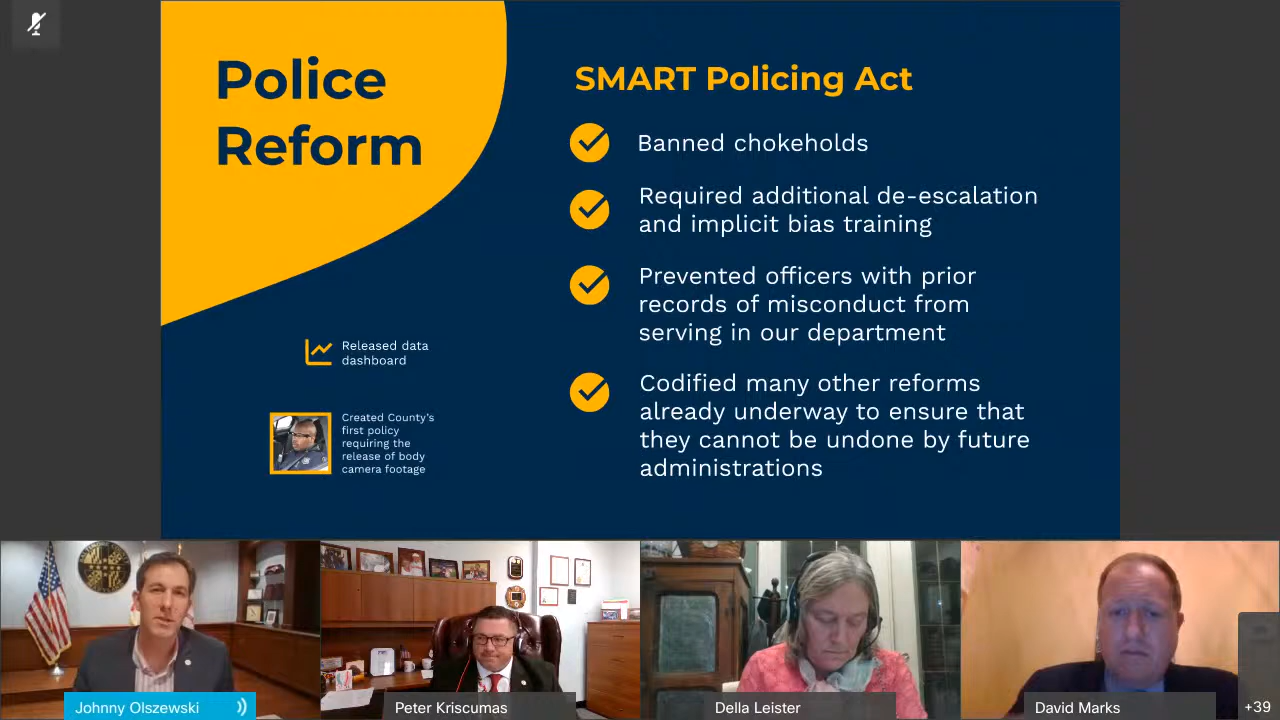 Police
Reform
SMART Policing Act
Banned chokeholds
Required additional de-escalation
and implicit bias training
Prevented officers with prior
records of misconduct from
serving in our department
Codified many other reforms
already underway to ensure that
they cannot be undone by future
administrations
Released data
dashboard
Created County's
first policy
requiring the
release of body
camera footage
Johnny Olszewski
Peter Kriscumas
Della Leister
David Marks
+39